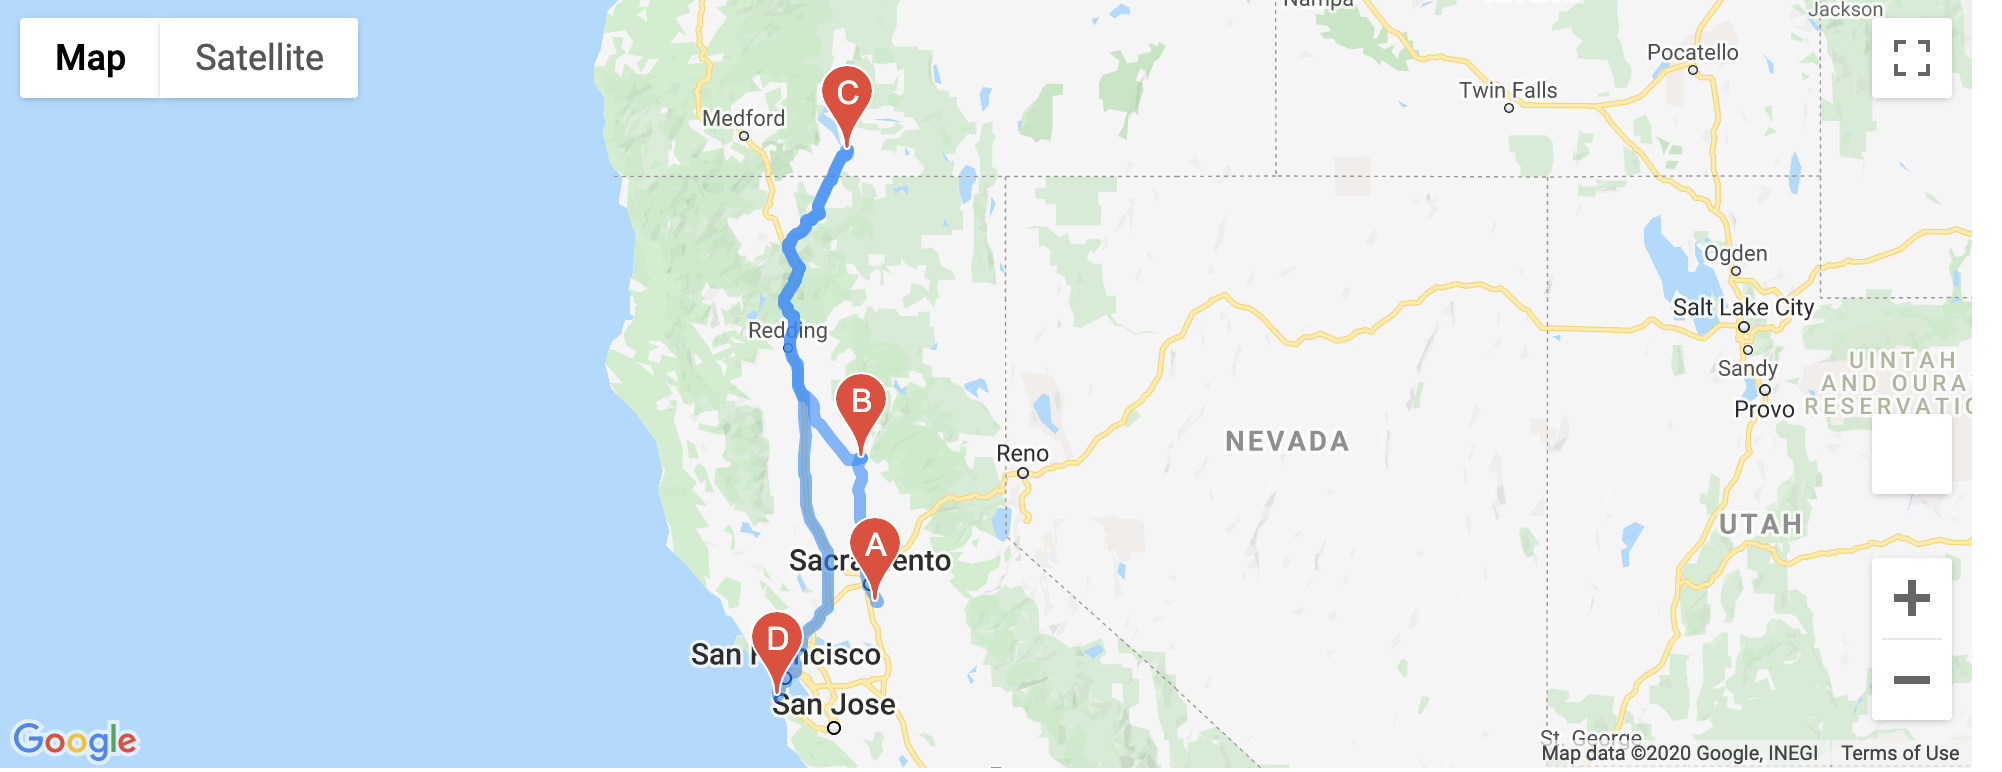 Map
Satellite
Nampa
Jackson
Pocatello
Twin Falls
Medford
C
Ogden
Salt Lake City
Redding
Sandy
UINTAH
AND OURA
RESERVATIO
Provo
B
NEVADA
Reno
UTAH
A
Sacramento
D
San Francisco
San Jose
St. George
Google
Map data ©2020 Google, INEGI
Terms of Use